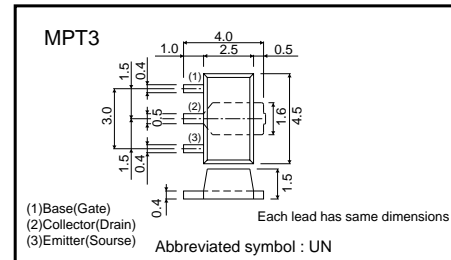 MPT3
4.0
1.0
2.5
0.5
1.5
0.4
(1)
3.0
(2)
0.5
1.6
4.5
(3)
1.5
0.4
1.5
0.4
(1)Base(Gate)
(2)Collector(Drain)
(3)Emitter(Sourse)
Each lead has same dimensions
Abbreviated symbol : UN